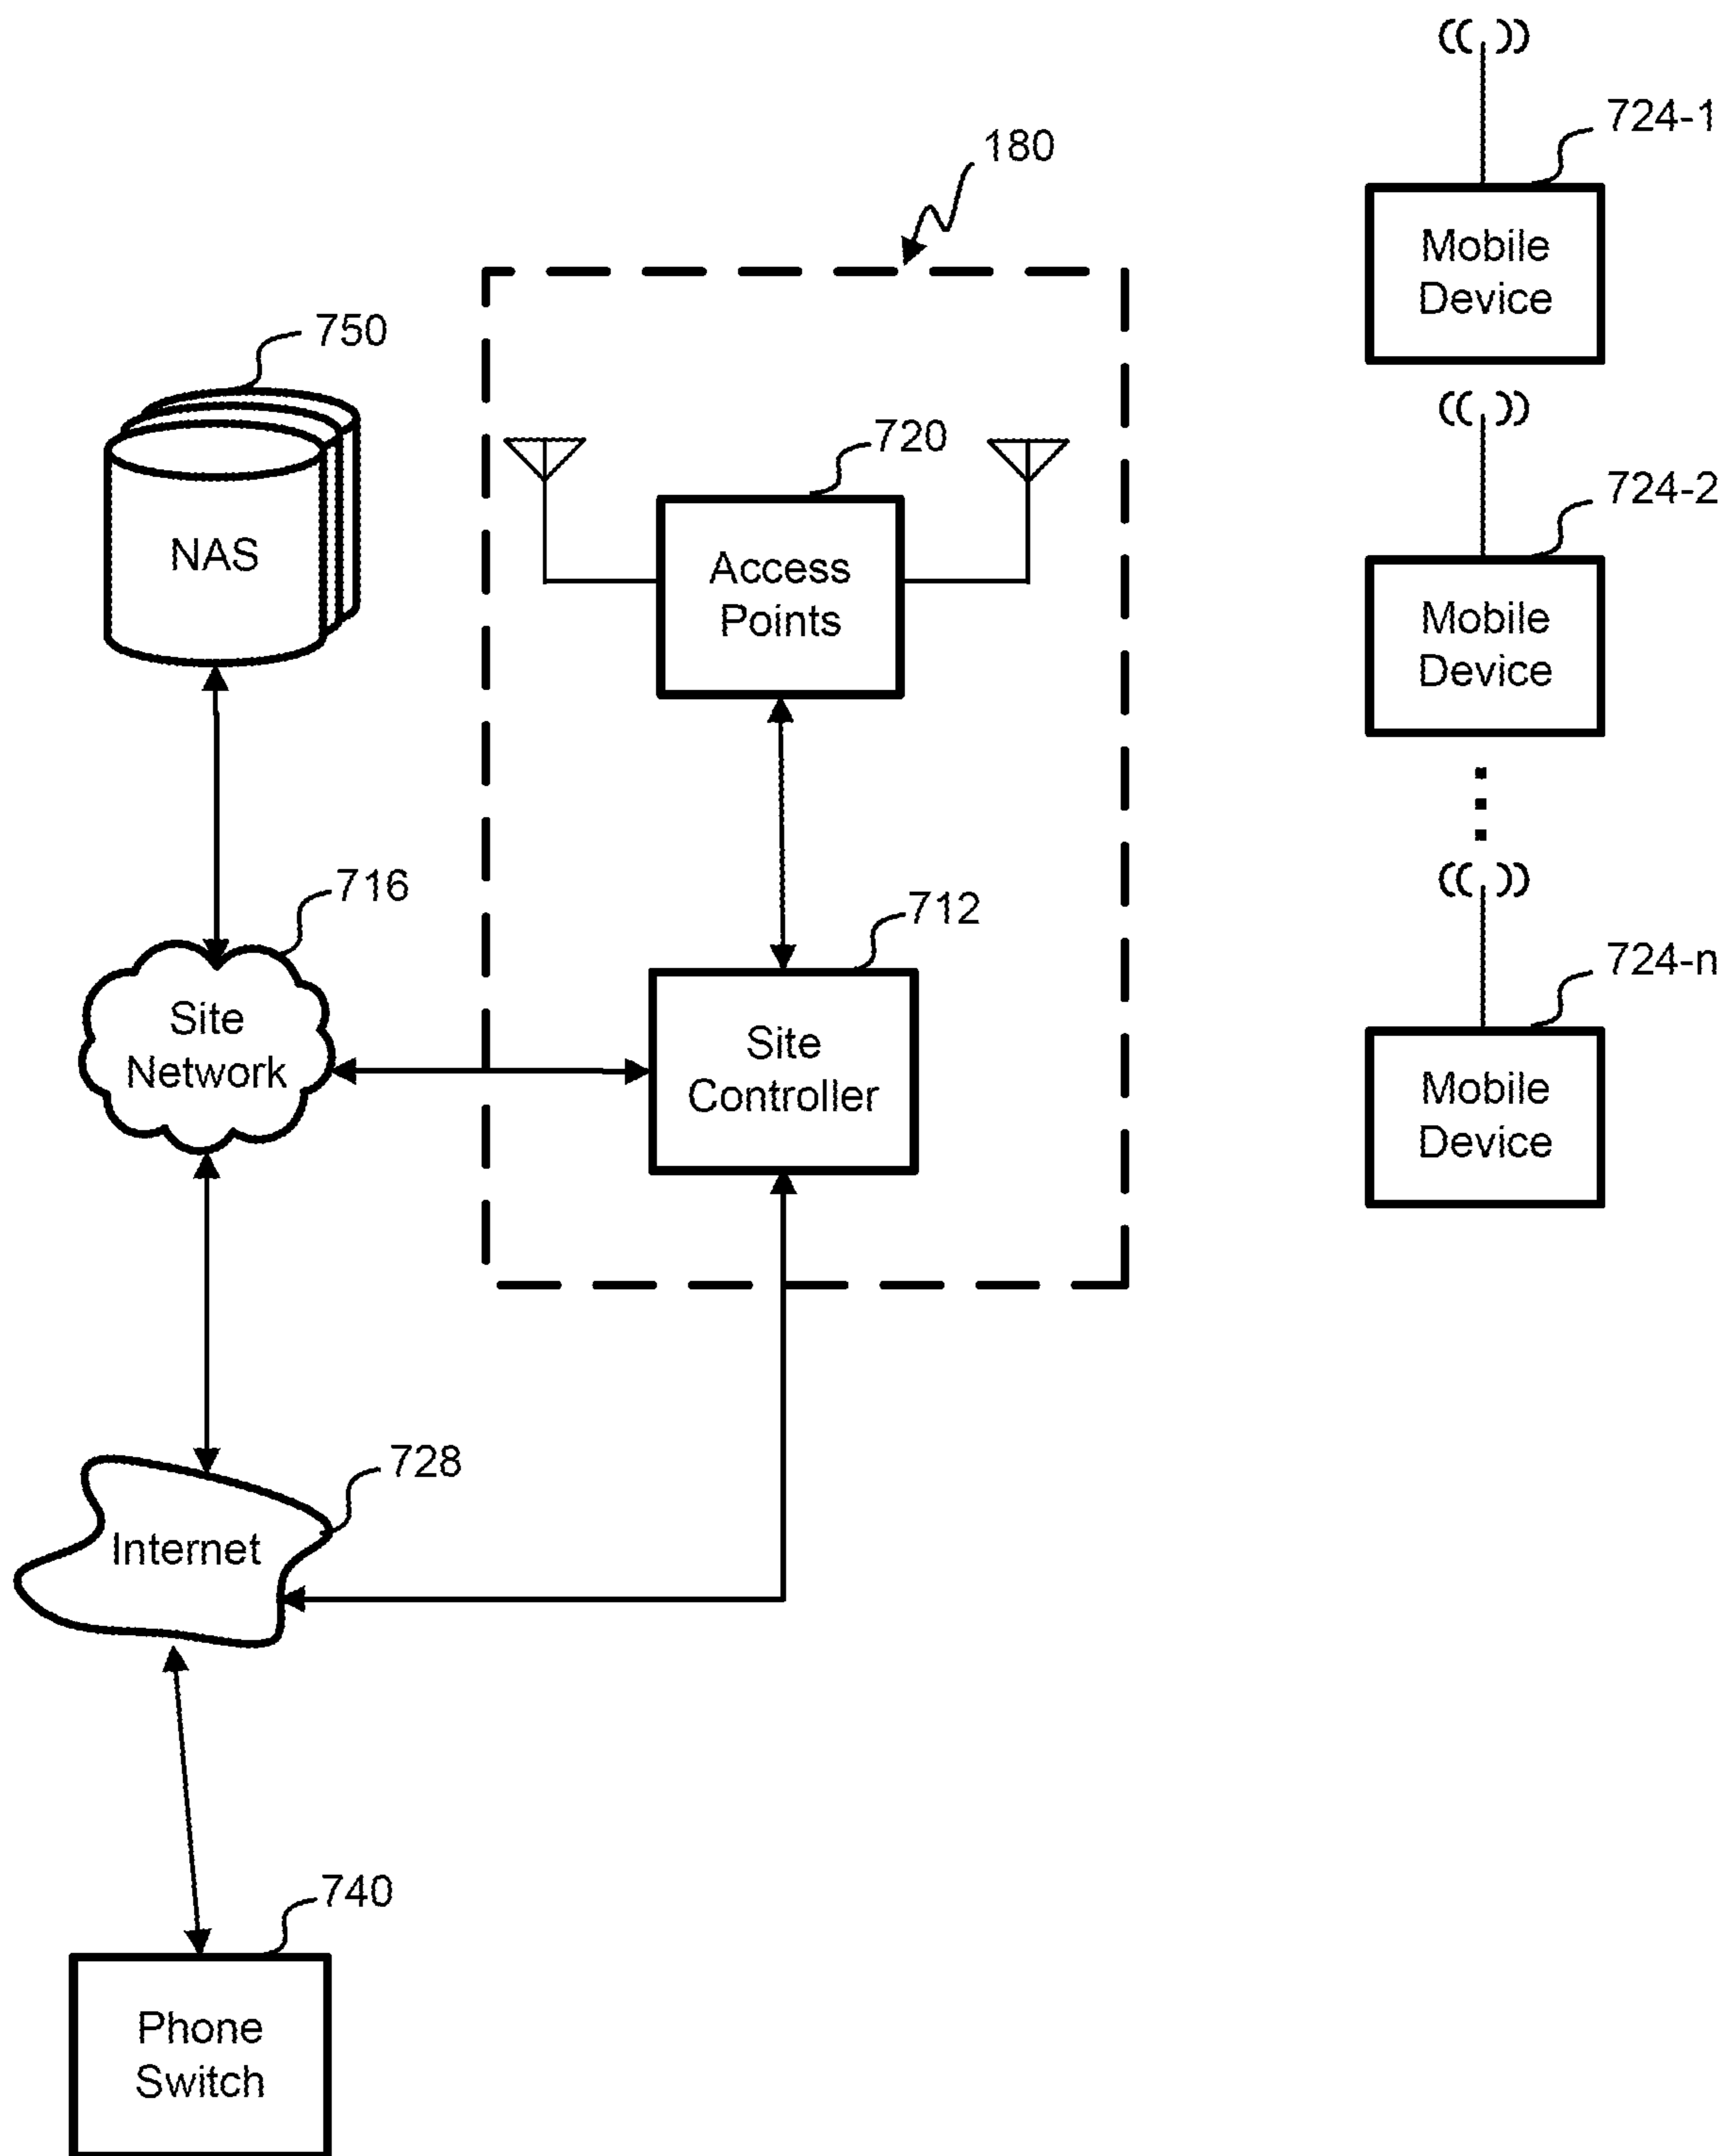 724-1
180
Mobile
Device
750
720
724-2
NAS
Access
Points
Mobile
Device
716
712
724-n
Site
Network
Site
Controller
Mobile
Device
728
Internet
740
Phone
Switch